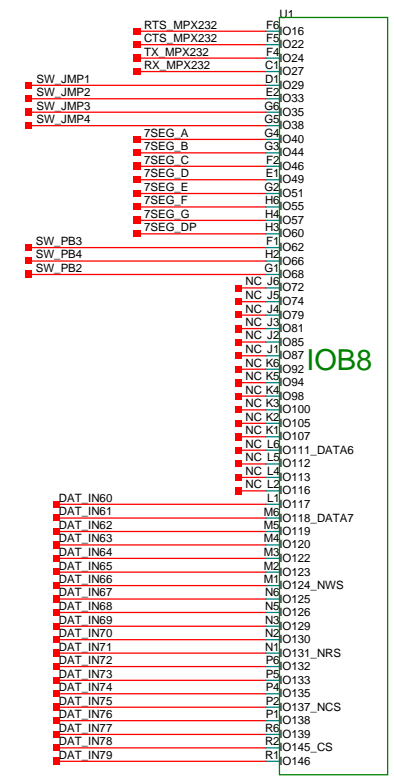 U1
RTS_MPX232 F6 IO16
CTS_MPX232 F5 IO22
TX_MPX232 F4 IO24
RX_MPX232 C1 IO27
SW_JMP1 D1 IO29
SW_JMP2 E2 IO33
SW_JMP3 G6 IO35
SW_JMP4 G5 IO38
7SEG_A G4 IO40
7SEG_B G3 IO44
7SEG_C F2 IO46
7SEG_D E1 IO49
7SEG_E G2 IO51
7SEG_F H6 IO55
7SEG_G H4 IO57
7SEG_DP H3 IO60
SW_PB3 F1 IO62
SW_PB4 H2 IO66
SW_PB2 G1 IO68
NC J6 IO72
NC J5 IO74
NC J4 IO79
NC J3 IO81
NC J2 IO85
NC J1 IO87
IOB8
NC K6 IO92
NC K5 IO94
NC K4 IO98
NC K3 IO100
NC K2 IO105
NC K1 IO107
NC L6 IO111_DATA6
NC L5 IO112
NC L4 IO113
NC L2 IO116
DAT_IN60 L1 IO117
DAT_IN61 M6 IO118_DATA7
DAT_IN62 M5 IO119
DAT_IN63 M4 IO120
DAT_IN64 M3 IO122
DAT_IN65 M2 IO123
DAT_IN66 M1 IO124_NWS
DAT_IN67 N6 IO125
DAT_IN68 N5 IO126
DAT_IN69 N3 IO129
DAT_IN70 N2 IO130
DAT_IN71 N1 IO131_NRS
DAT_IN72 P6 IO132
DAT_IN73 P5 IO133
DAT_IN74 P4 IO135
DAT_IN75 P2 IO137_NCS
DAT_IN76 P1 IO138
DAT_IN77 R6 IO139
DAT_IN78 R2 IO145_CS
DAT_IN79 R1 IO146